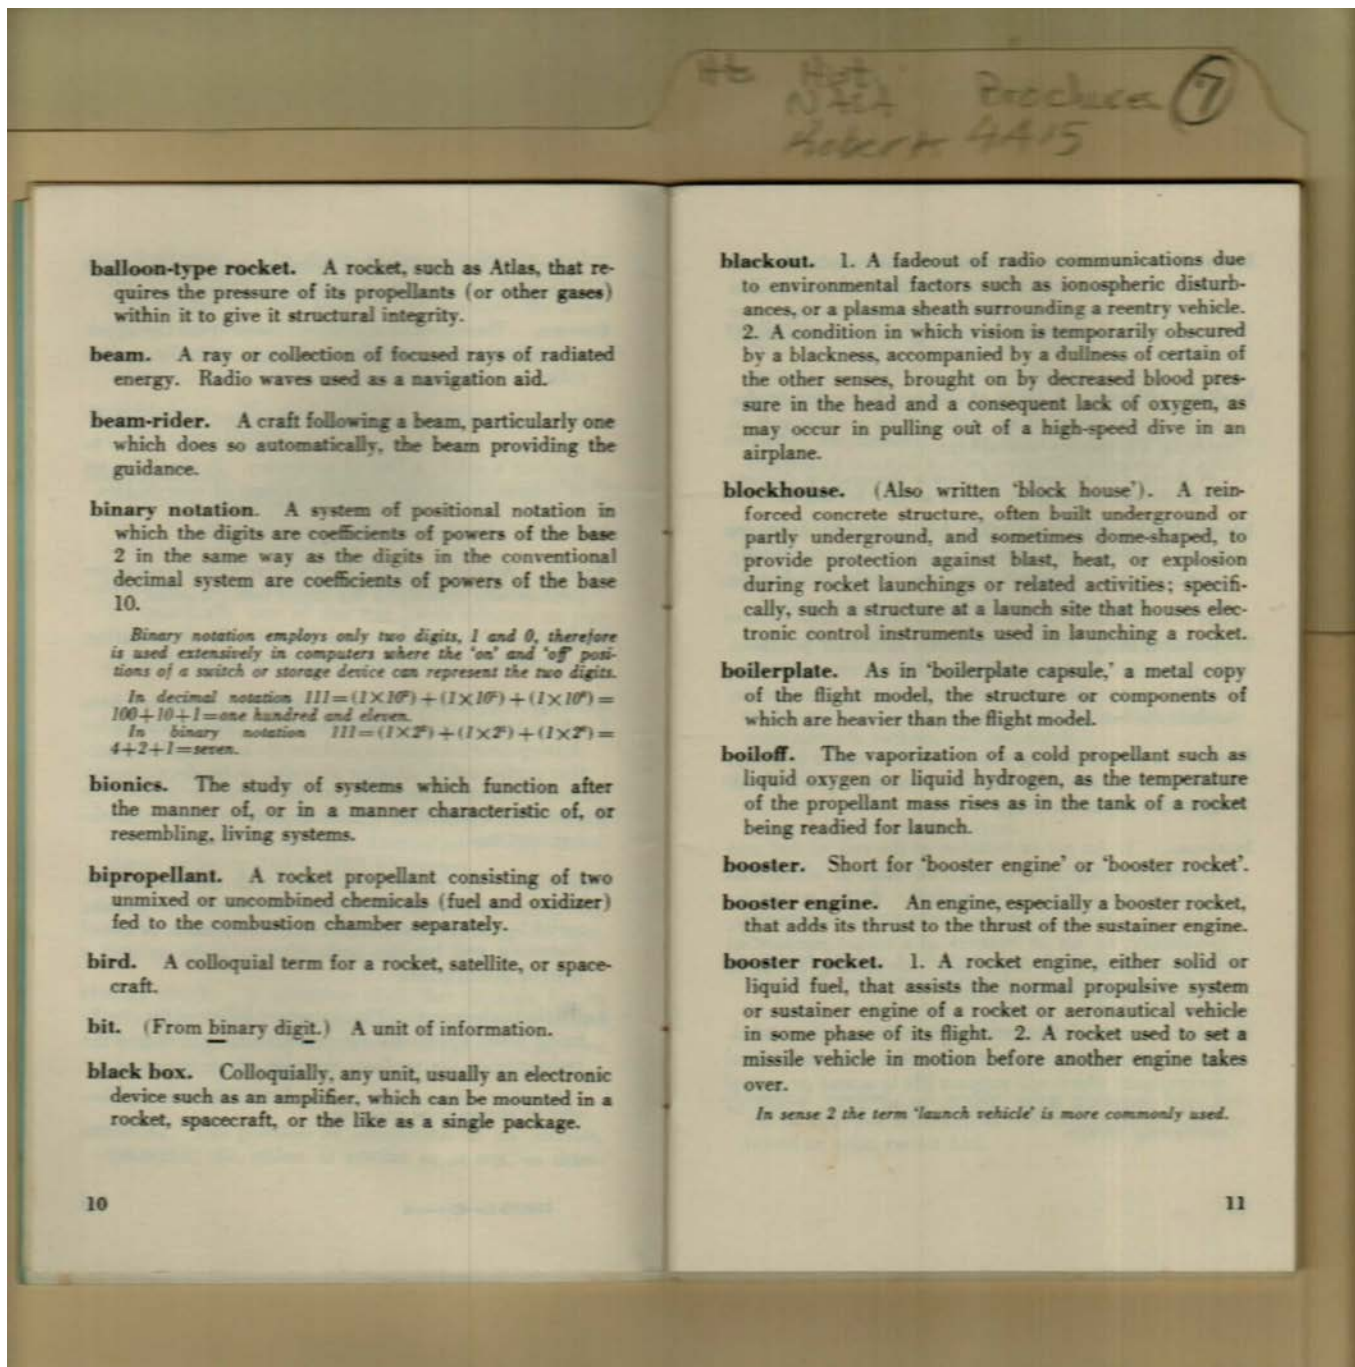 Brochures 7
4415
balloon-type rocket. A rocket, such as Atlas, that re-
quires the pressure of its propellants (or other gases)
within it to give it structural integrity.
beam. A ray or collection of focused rays of radiated
energy. Radio waves used as a navigation aid.
beam-rider. A craft following a beam, particularly one
which does so automatically, the beam providing the
guidance.
binary notation. A system of positional notation in
which the digits are coefficients of powers of the base
2 in the same way as the digits in the conventional
decimal system are coefficients of powers of the base
10.
Binary notation employs only two digits, 1 and 0, therefore
is used extensively in computers where the 'on' and 'off' posi-
tions of a switch or storage device can represent the two digits.
In decimal notation 111=(1×10²)+(1×10¹)+(1×10⁰)=
100+10+1=one hundred and eleven.
In binary notation 111=(1×2²)+(1×2¹)+(1×2⁰)=
4+2+1=seven.
bionics. The study of systems which function after
the manner of, or in a manner characteristic of, or
resembling, living systems.
bipropellant. A rocket propellant consisting of two
unmixed or uncombined chemicals (fuel and oxidizer)
fed to the combustion chamber separately.
bird. A colloquial term for a rocket, satellite, or space-
craft.
bit. (From binary digit.) A unit of information.
black box. Colloquially, any unit, usually an electronic
device such as an amplifier, which can be mounted in a
rocket, spacecraft, or the like as a single package.
10
blackout. 1. A fadeout of radio communications due
to environmental factors such as ionospheric disturb-
ances, or a plasma sheath surrounding a reentry vehicle.
2. A condition in which vision is temporarily obscured
by a blackness, accompanied by a dullness of certain of
the other senses, brought on by decreased blood pres-
sure in the head and a consequent lack of oxygen, as
may occur in pulling out of a high-speed dive in an
airplane.
blockhouse. (Also written 'block house'). A rein-
forced concrete structure, often built underground or
partly underground, and sometimes dome-shaped, to
provide protection against blast, heat, or explosion
during rocket launchings or related activities; specifi-
cally, such a structure at a launch site that houses elec-
tronic control instruments used in launching a rocket.
boilerplate. As in 'boilerplate capsule,' a metal copy
of the flight model, the structure or components of
which are heavier than the flight model.
boiloff. The vaporization of a cold propellant such as
liquid oxygen or liquid hydrogen, as the temperature
of the propellant mass rises as in the tank of a rocket
being readied for launch.
booster. Short for 'booster engine' or 'booster rocket'.
booster engine. An engine, especially a booster rocket,
that adds its thrust to the thrust of the sustainer engine.
booster rocket. 1. A rocket engine, either solid or
liquid fuel, that assists the normal propulsive system
or sustainer engine of a rocket or aeronautical vehicle
in some phase of its flight. 2. A rocket used to set a
missile vehicle in motion before another engine takes
over.
In sense 2 the term 'launch vehicle' is more commonly used.
11